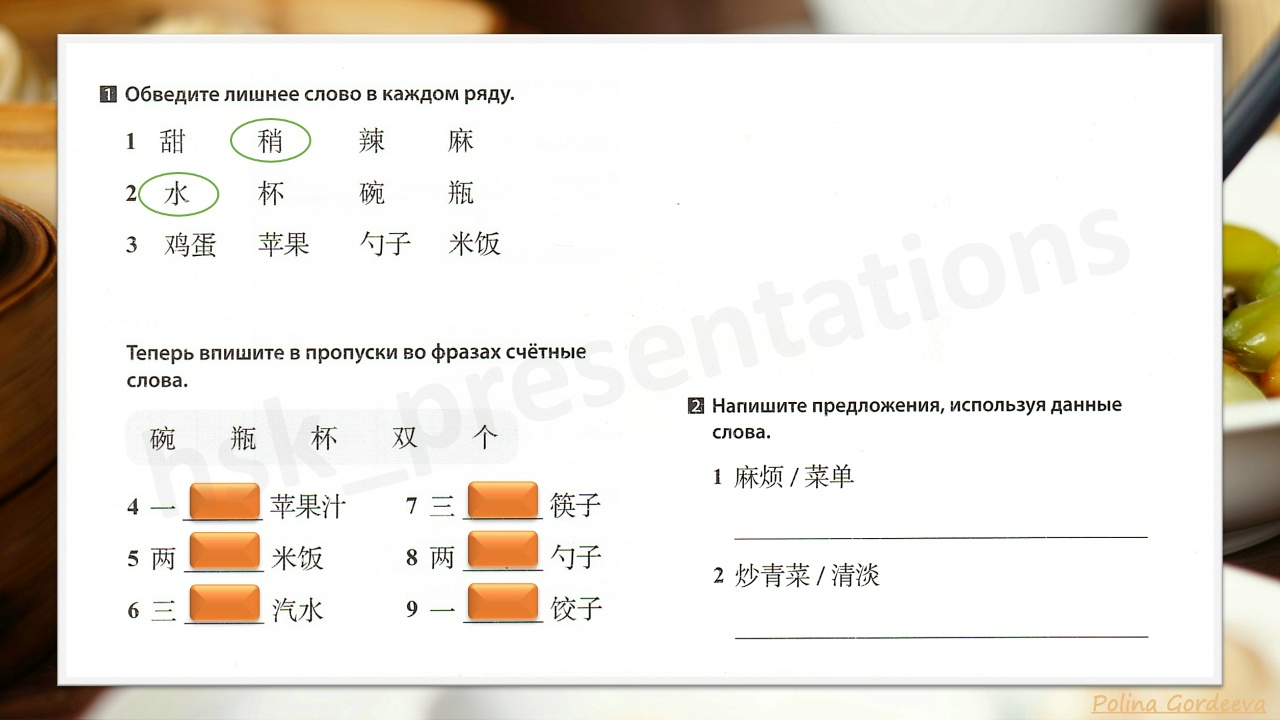 1 Обведите лишнее слово в каждом ряду.
1 甜 稍 辣 麻
2 水 杯 碗 瓶
3 鸡蛋 苹果 勺子 米饭
Теперь впишите в пропуски во фразах счётные
слова.
碗 瓶 杯 双 个
4 一 苹果汁
5 两 米饭
6 三 汽水
7 三 筷子
8 两 勺子
9 一 饺子
2 Напишите предложения, используя данные
слова.
1 麻烦 / 菜单
2 炒青菜 / 清淡
hsk_presentations
Polina Gordeeva